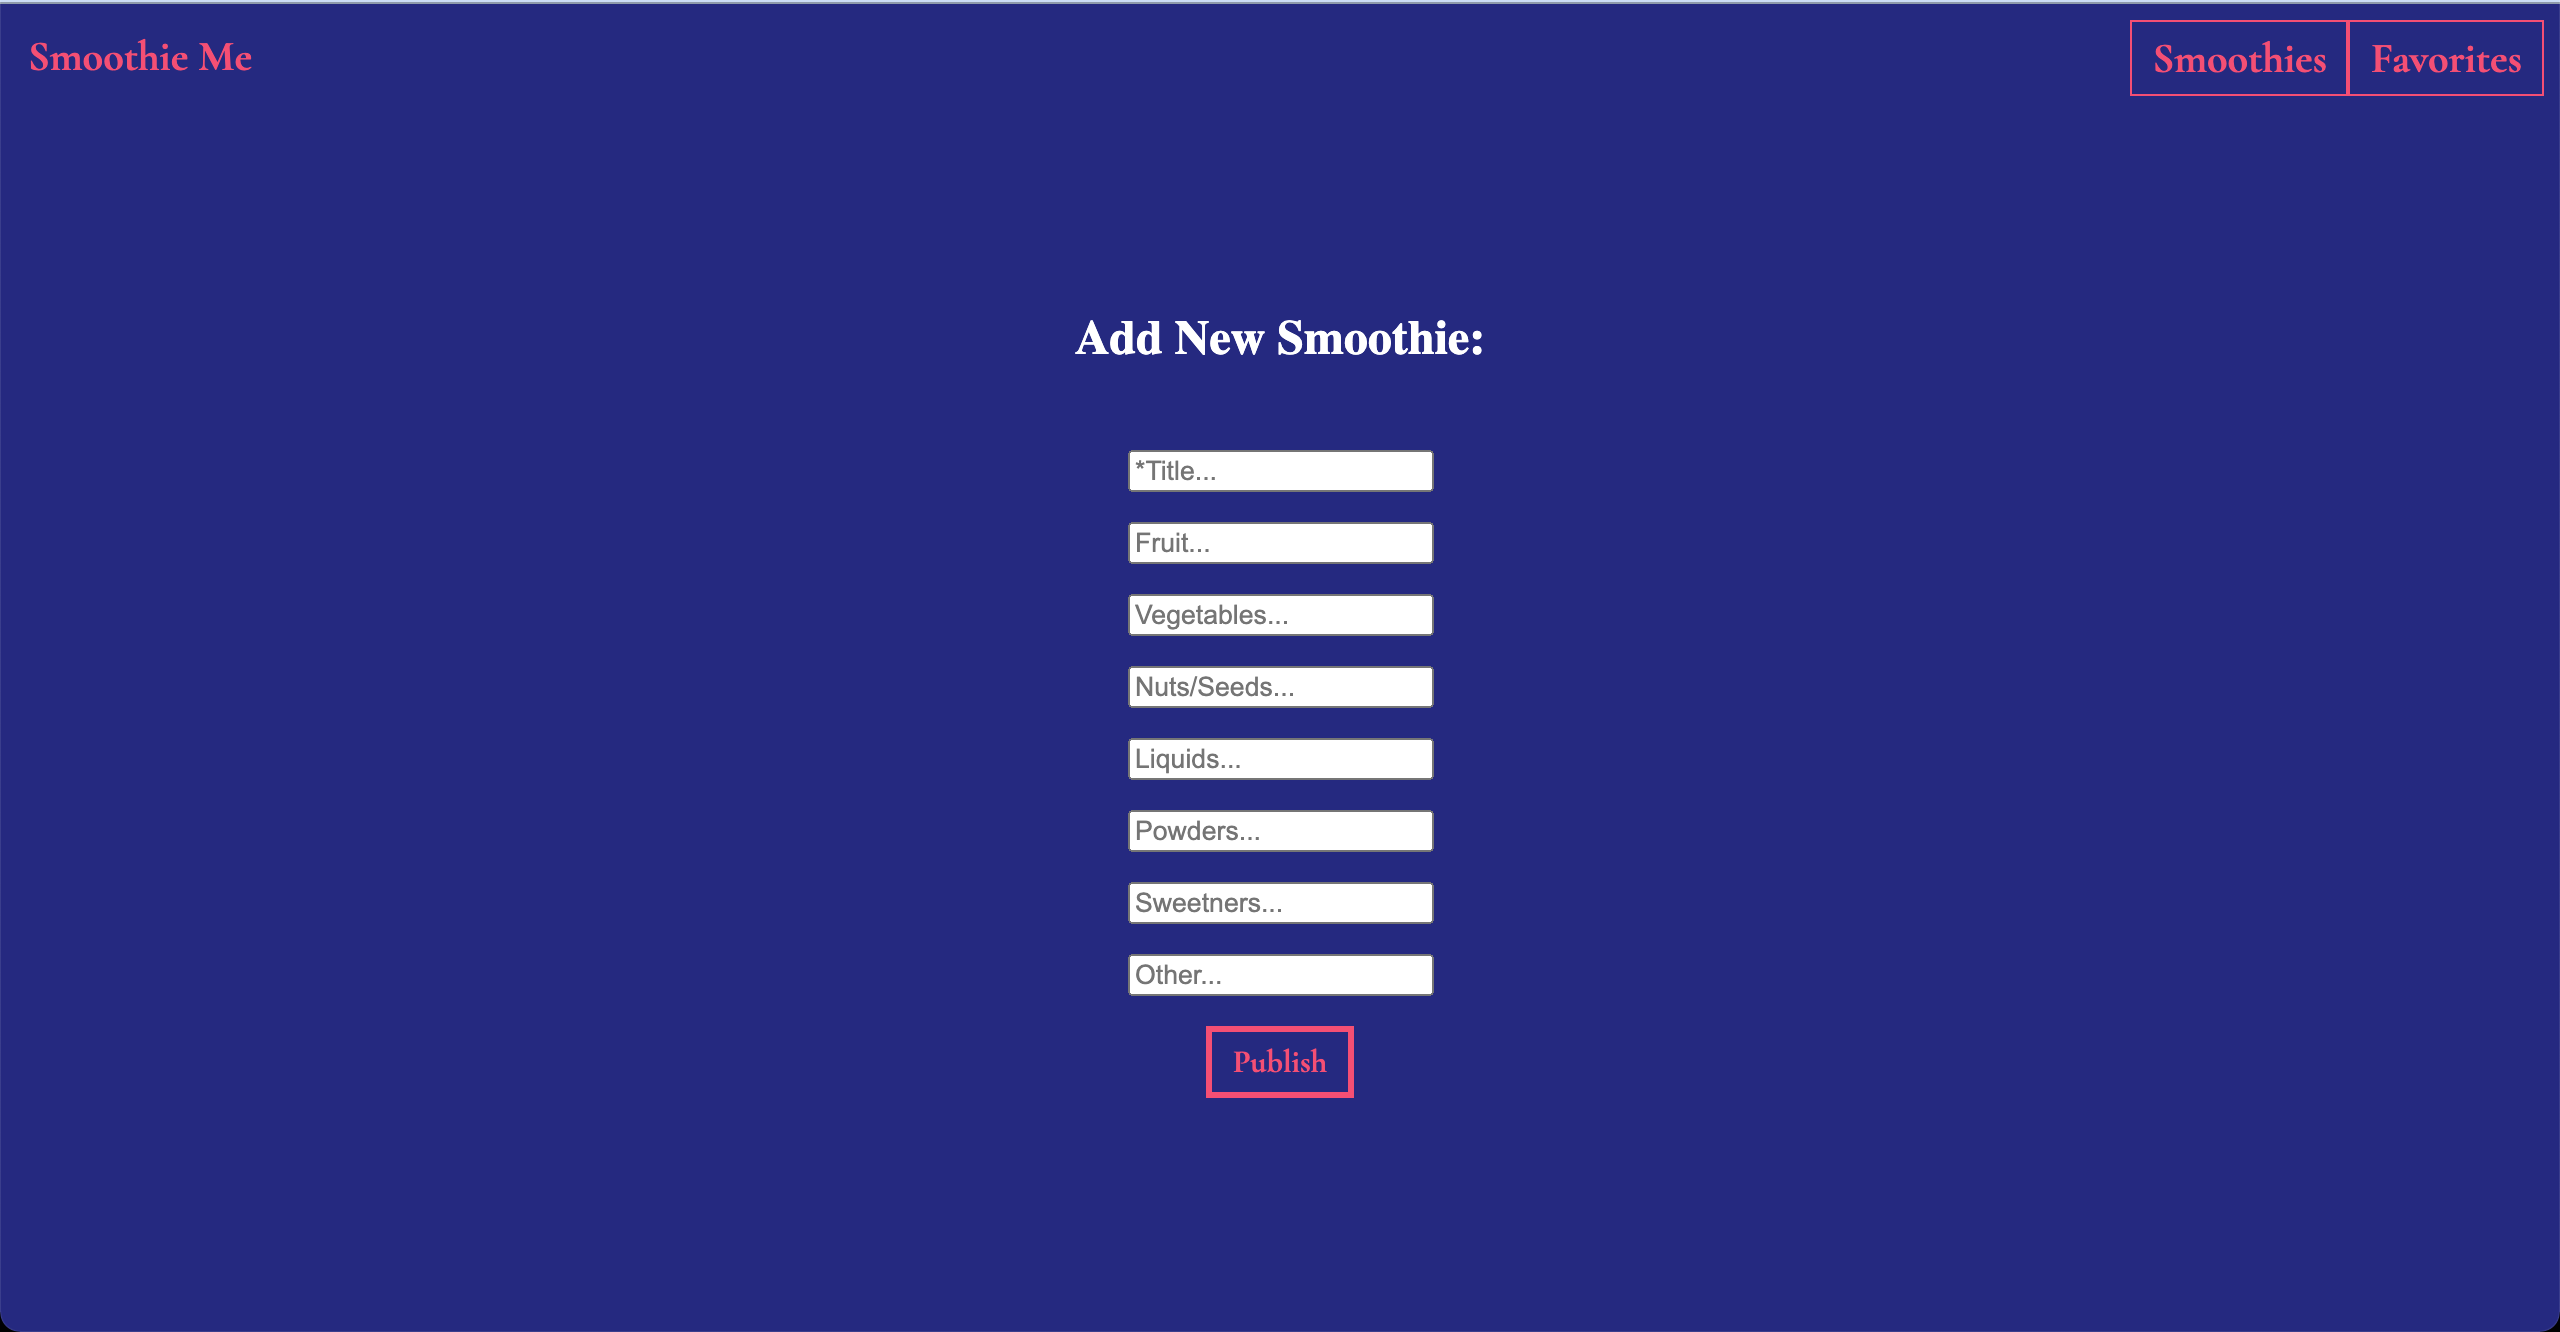 Smoothie Me
Smoothies
Favorites
Add New Smoothie:
*Title...
Fruit...
Vegetables...
Nuts/Seeds...
Liquids...
Powders...
Sweetners...
Other...
Publish